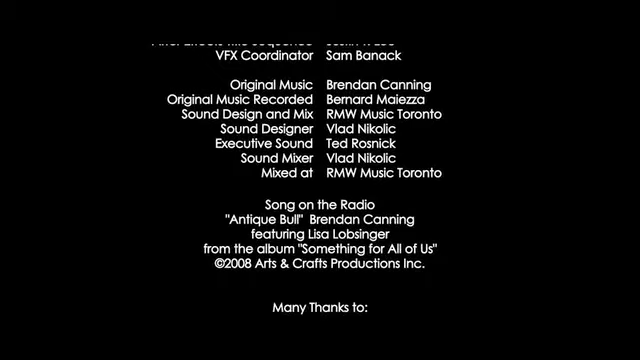 VFX Coordinator Sam Banack
Original Music Brendan Canning
Original Music Recorded Bernard Maiezza
Sound Design and Mix RMW Music Toronto
Sound Designer Vlad Nikolic
Executive Sound Ted Rosnick
Sound Mixer Vlad Nikolic
Mixed at RMW Music Toronto
Song on the Radio
"Antique Bull" Brendan Canning
featuring Lisa Lobsinger
from the album "Something for All of Us"
©2008 Arts & Crafts Productions Inc.
Many Thanks to: